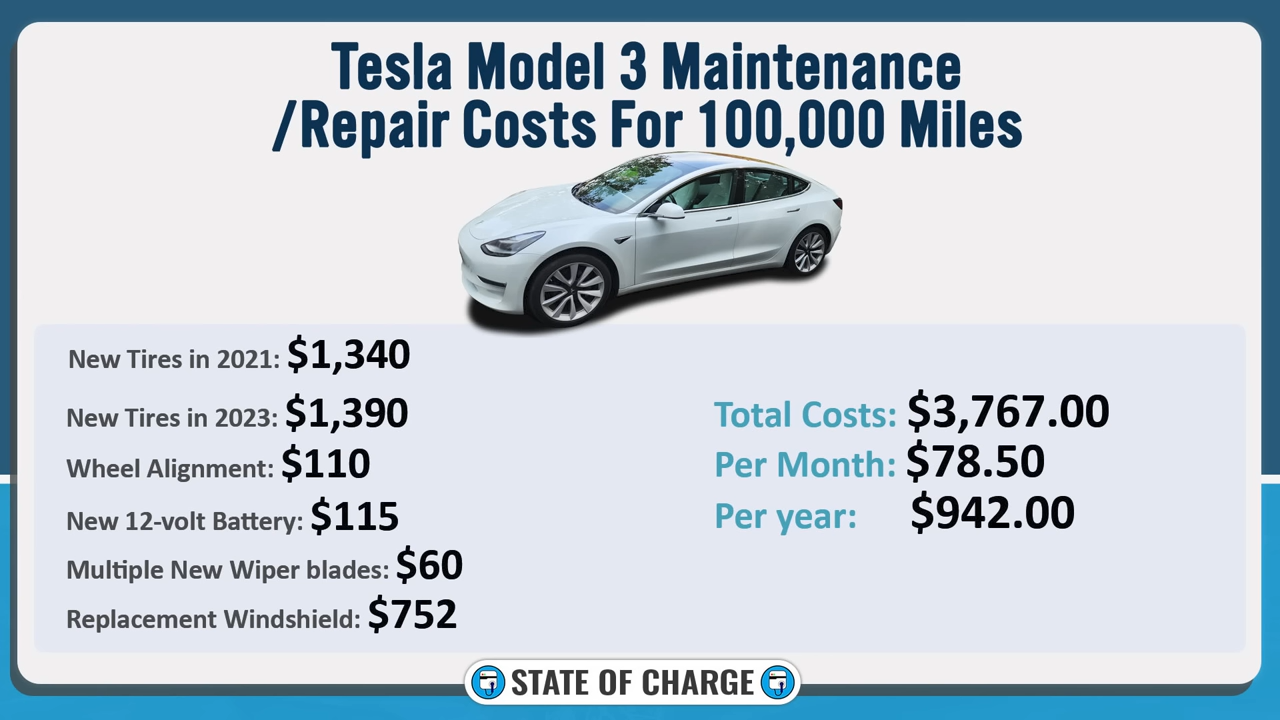 Tesla Model 3 Maintenance
/Repair Costs For 100,000 Miles
New Tires in 2021: $1,340
New Tires in 2023: $1,390
Wheel Alignment: $110
New 12-volt Battery: $115
Multiple New Wiper blades: $60
Replacement Windshield: $752
Total Costs: $3,767.00
Per Month: $78.50
Per year: $942.00
STATE OF CHARGE